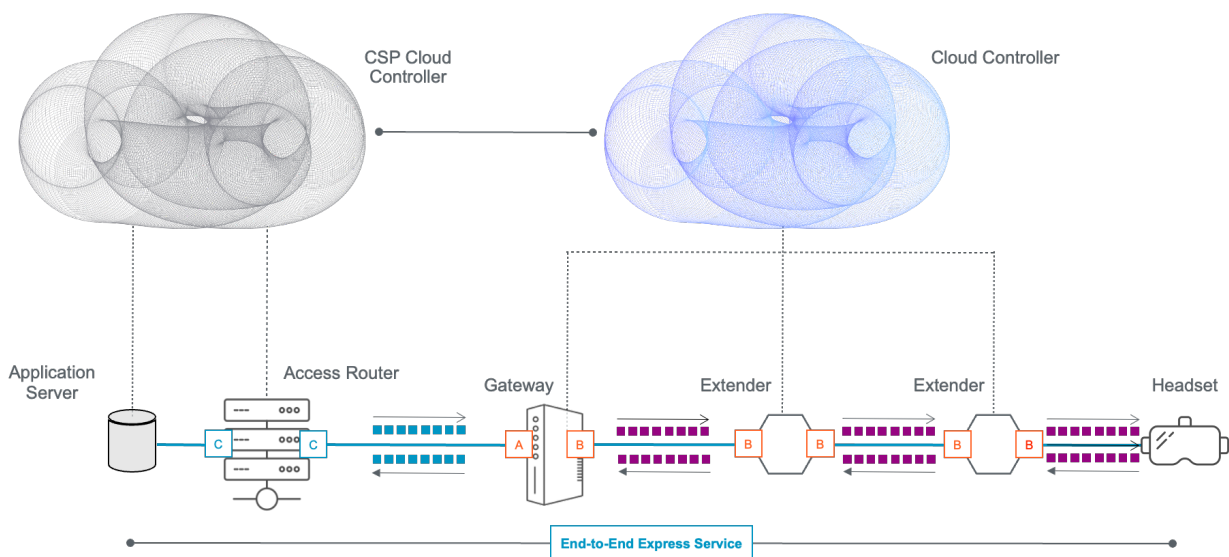 CSP Cloud
Controller
Cloud Controller
Application
Server
Access Router
Gateway
Extender
Extender
Headset
C
C
A
B
B
B
B
B
End-to-End Express Service